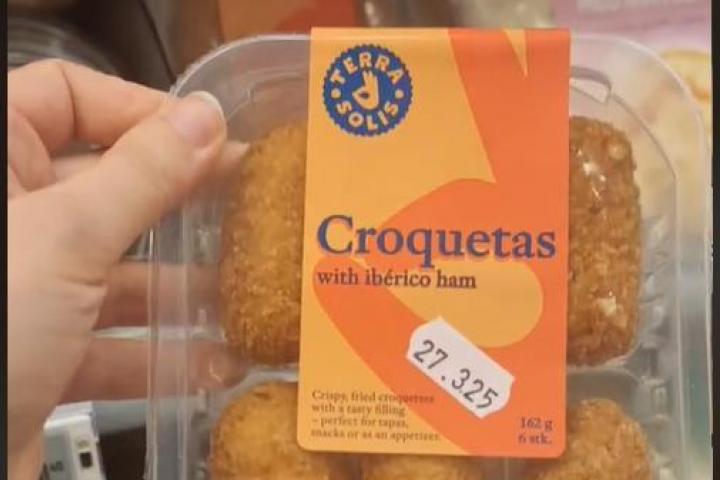 TERRA
SOLIS
Croquetas
with ibérico ham
27.325
Crispy, fried croquettes
with a tasty filling
– perfect for tapas,
snacks or as an appetizer.
162 g
6 stk.